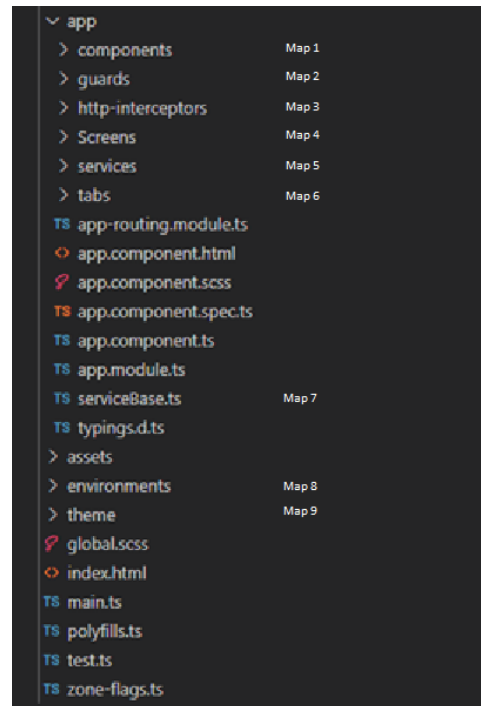 app
components Map 1
guards Map 2
http-interceptors Map 3
Screens Map 4
services Map 5
tabs Map 6
TS app-routing.module.ts
<> app.component.html
app.component.scss
TS app.component.spec.ts
TS app.component.ts
TS app.module.ts
TS serviceBase.ts Map 7
TS typings.d.ts
assets
environments Map 8
theme Map 9
global.scss
<> index.html
TS main.ts
TS polyfills.ts
TS test.ts
TS zone-flags.ts